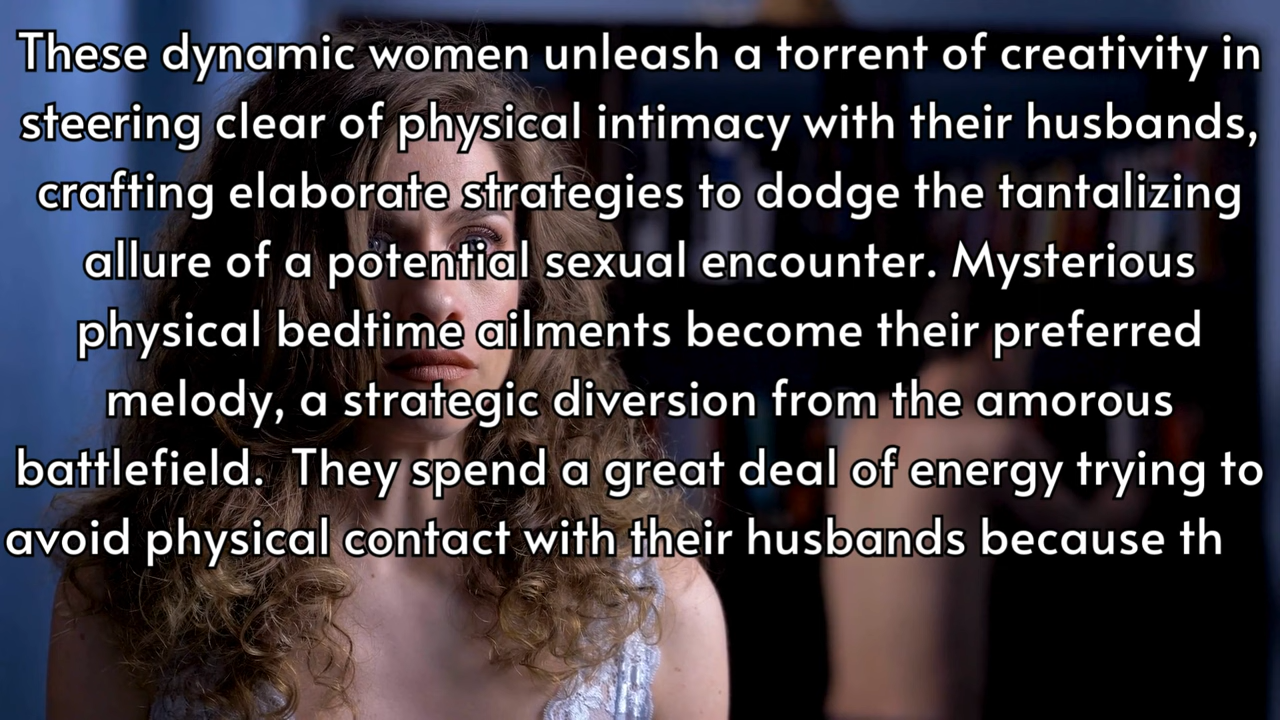 These dynamic women unleash a torrent of creativity in
steering clear of physical intimacy with their husbands,
crafting elaborate strategies to dodge the tantalizing
allure of a potential sexual encounter. Mysterious
physical bedtime ailments become their preferred
melody, a strategic diversion from the amorous
battlefield.  They spend a great deal of energy trying to
avoid physical contact with their husbands because th